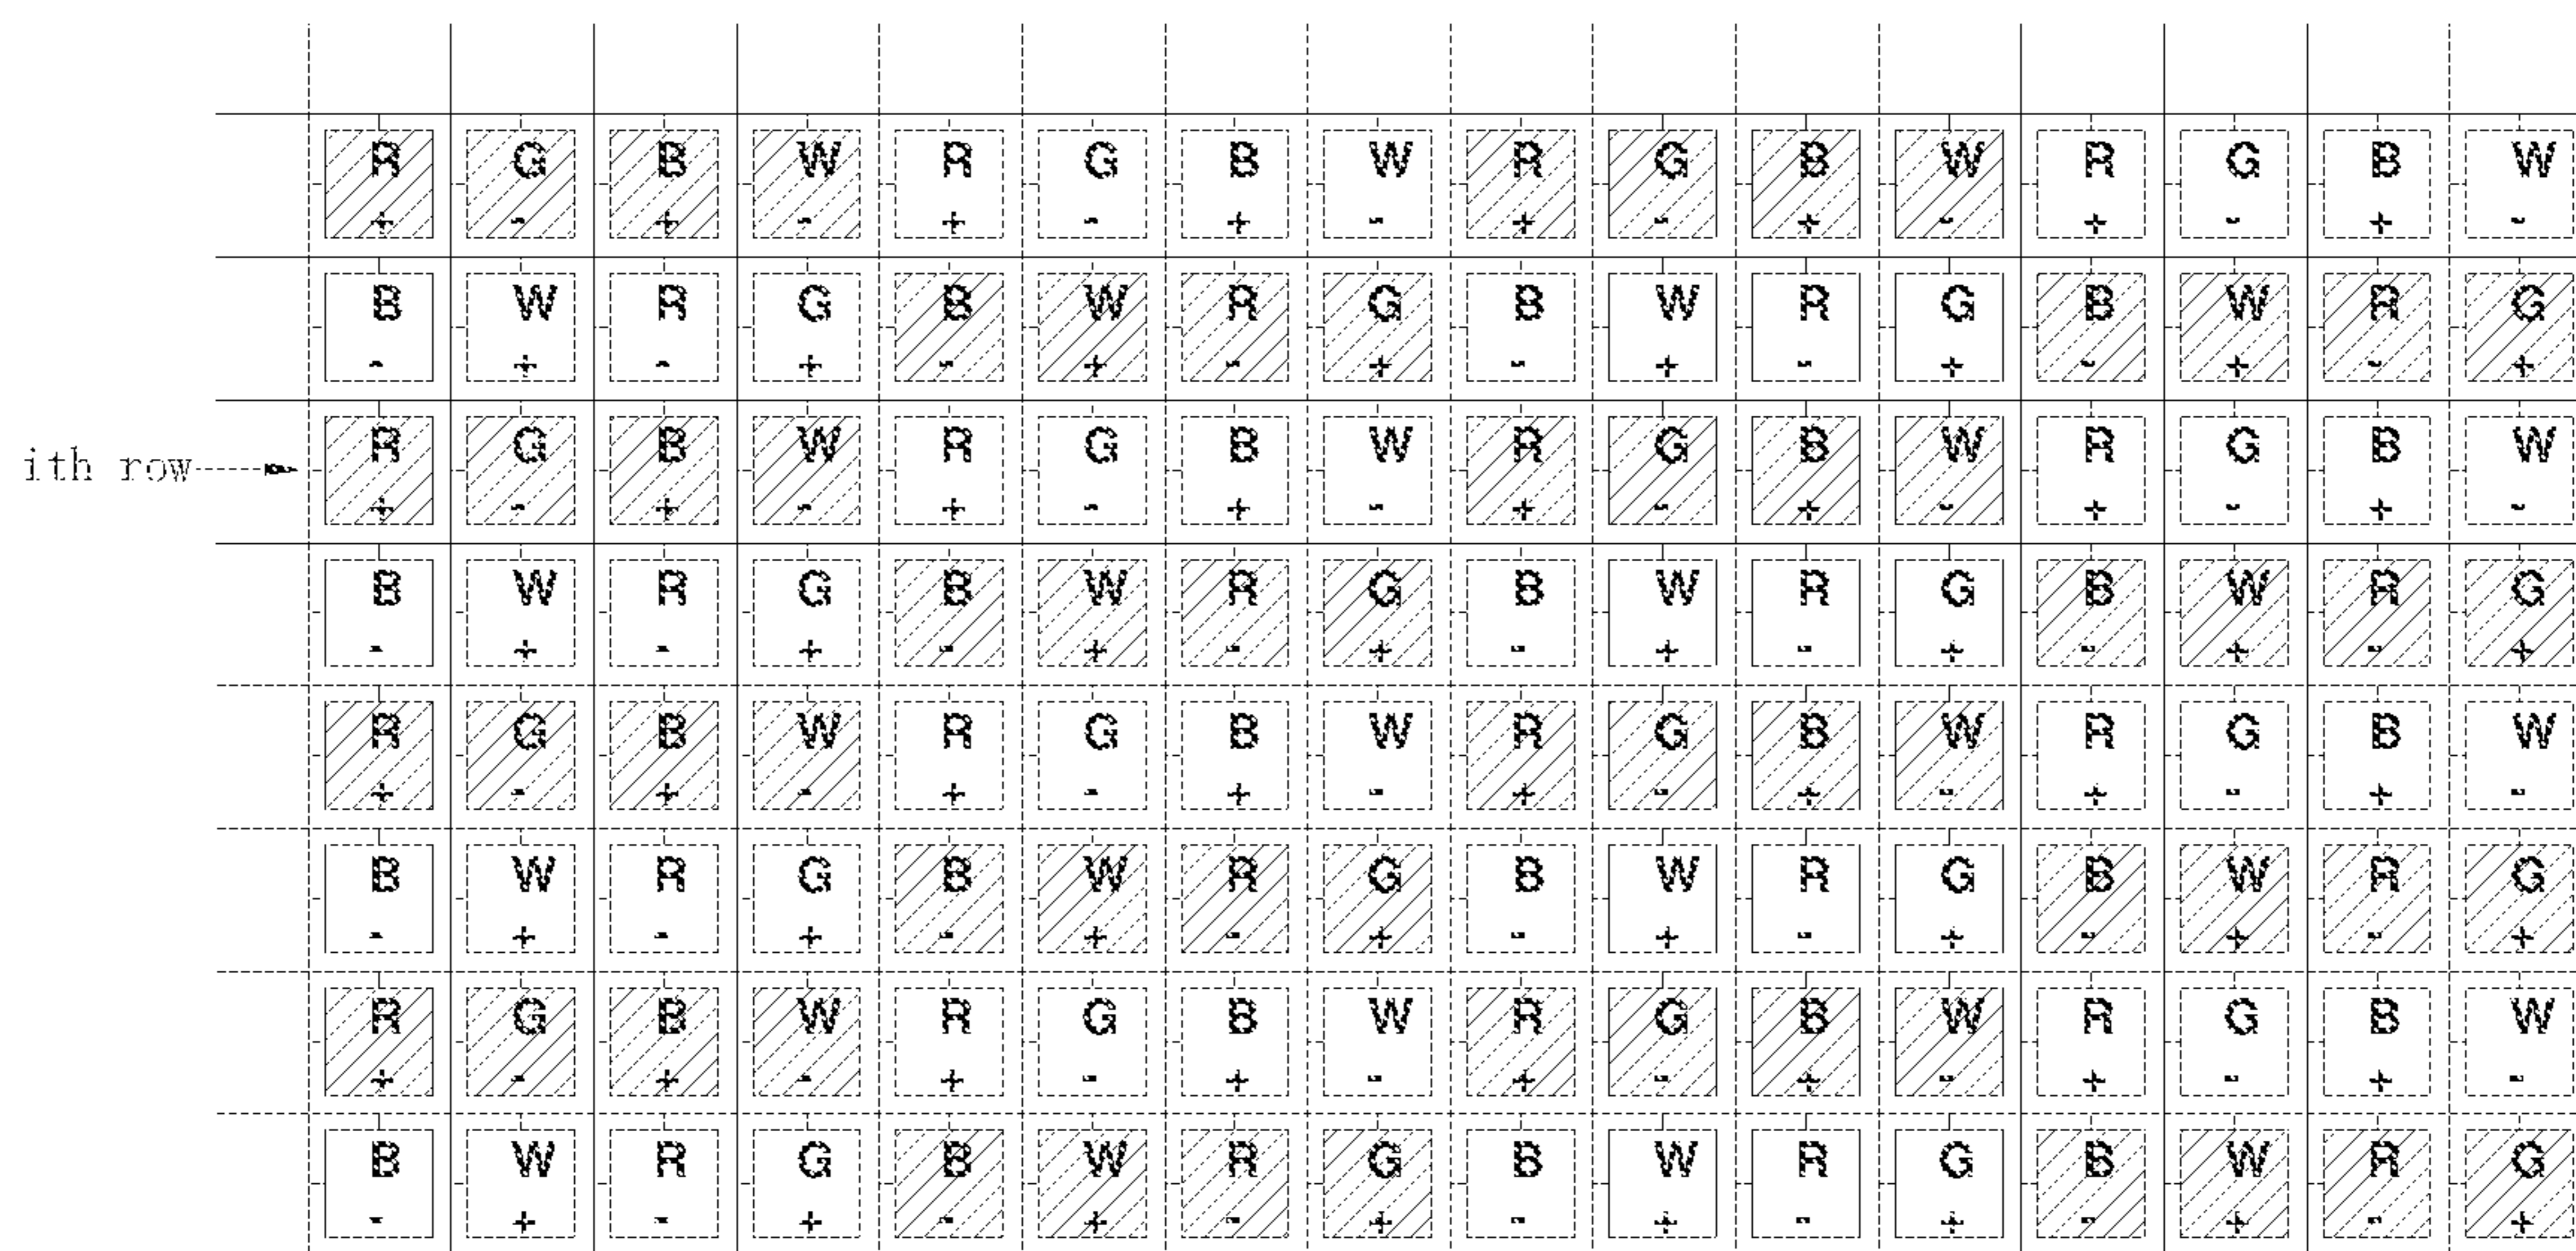 R G B W R G B W R G B W R G B W
+ - + - + - + - + - + - + - + -
B W R G B W R G B W R G B W R G
- + - + - + - + - + - + - + - +
ith row R G B W R G B W R G B W R G B W
+ - + - + - + - + - + - + - + -
B W R G B W R G B W R G B W R G
- + - + - + - + - + - + - + - +
R G B W R G B W R G B W R G B W
+ - + - + - + - + - + - + - + -
B W R G B W R G B W R G B W R G
- + - + - + - + - + - + - + - +
R G B W R G B W R G B W R G B W
+ - + - + - + - + - + - + - + -
B W R G B W R G B W R G B W R G
- + - + - + - + - + - + - + - +